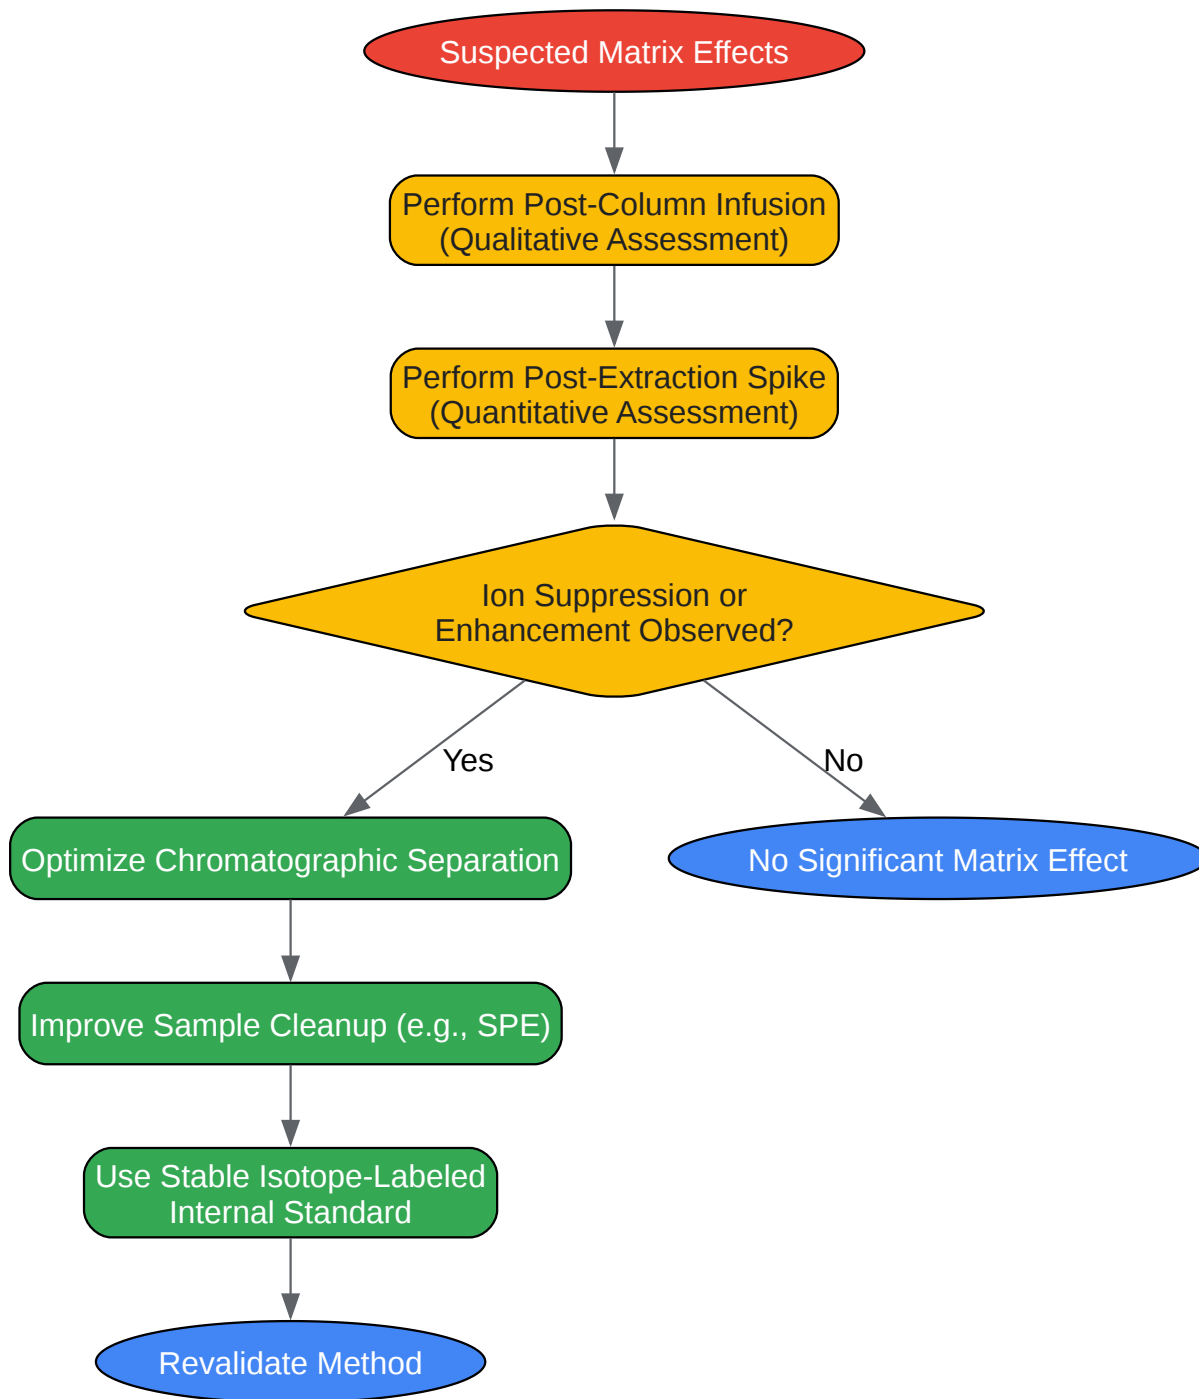 Suspected Matrix Effects
Perform Post-Column Infusion
(Qualitative Assessment)
Perform Post-Extraction Spike
(Quantitative Assessment)
Ion Suppression or
Enhancement Observed?
Yes
No
Optimize Chromatographic Separation
No Significant Matrix Effect
Improve Sample Cleanup (e.g., SPE)
Use Stable Isotope-Labeled
Internal Standard
Revalidate Method